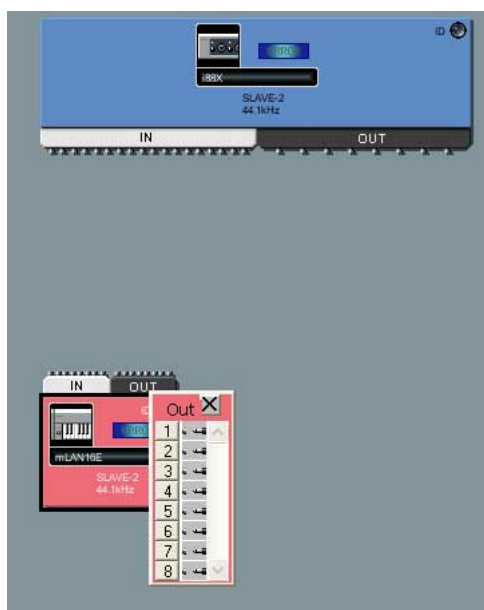 ID
i88X
SLAVE-2
44.1kHz
IN OUT
IN OUT
mLAN16E
SLAVE-2
44.1kHz
Out X
1
2
3
4
5
6
7
8